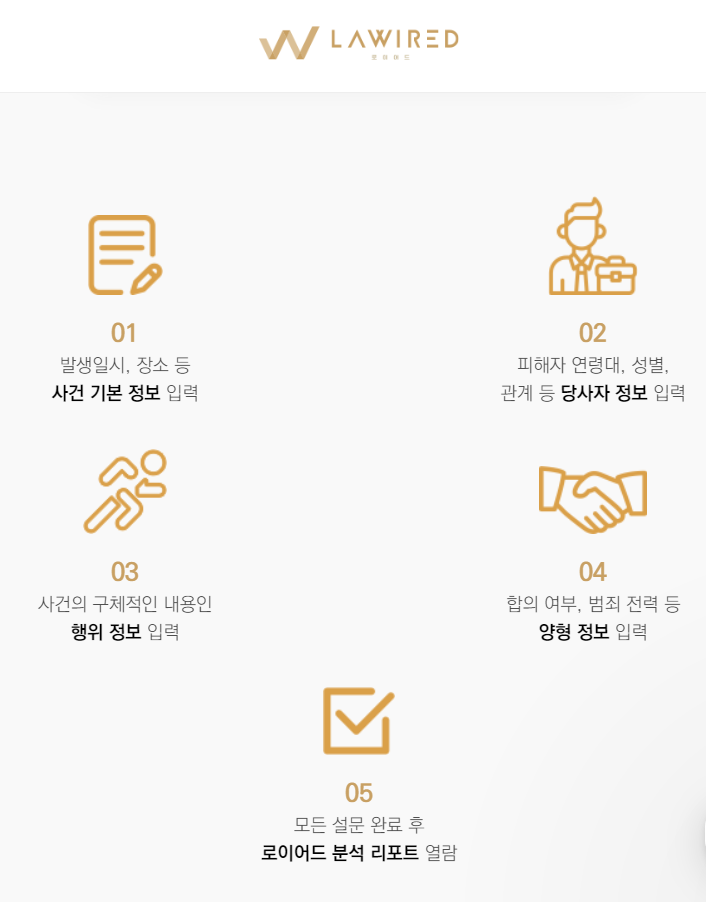 LAWIRED
로이어드
01
발생일시, 장소 등
사건 기본 정보 입력
02
피해자 연령대, 성별,
관계 등 당사자 정보 입력
03
사건의 구체적인 내용인
행위 정보 입력
04
합의 여부, 범죄 전력 등
양형 정보 입력
05
모든 설문 완료 후
로이어드 분석 리포트 열람